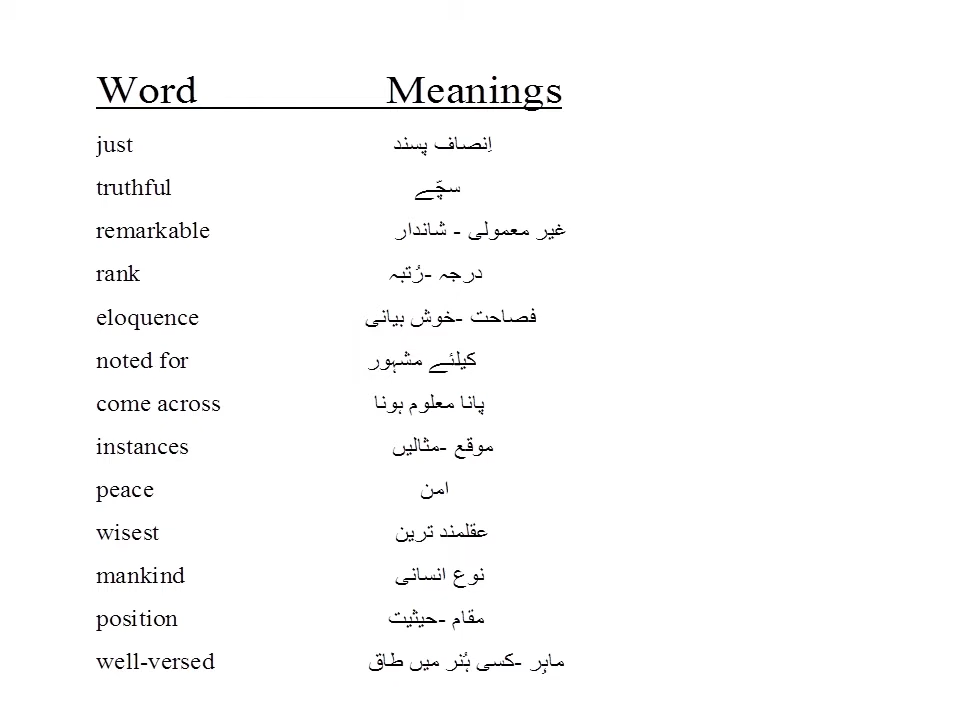 Word Meanings
just اِنصاف پسند
truthful سچّے
remarkable غیر معمولی - شاندار
rank درجہ -رُتبہ
eloquence فصاحت -خوش بیانی
noted for کیلئے مشہور
come across پانا معلوم ہونا
instances موقع -مثالیں
peace امن
wisest عقلمند ترین
mankind نوع انسانی
position مقام -حیثیت
well-versed ماہِر -کسی ہُنر میں طاق